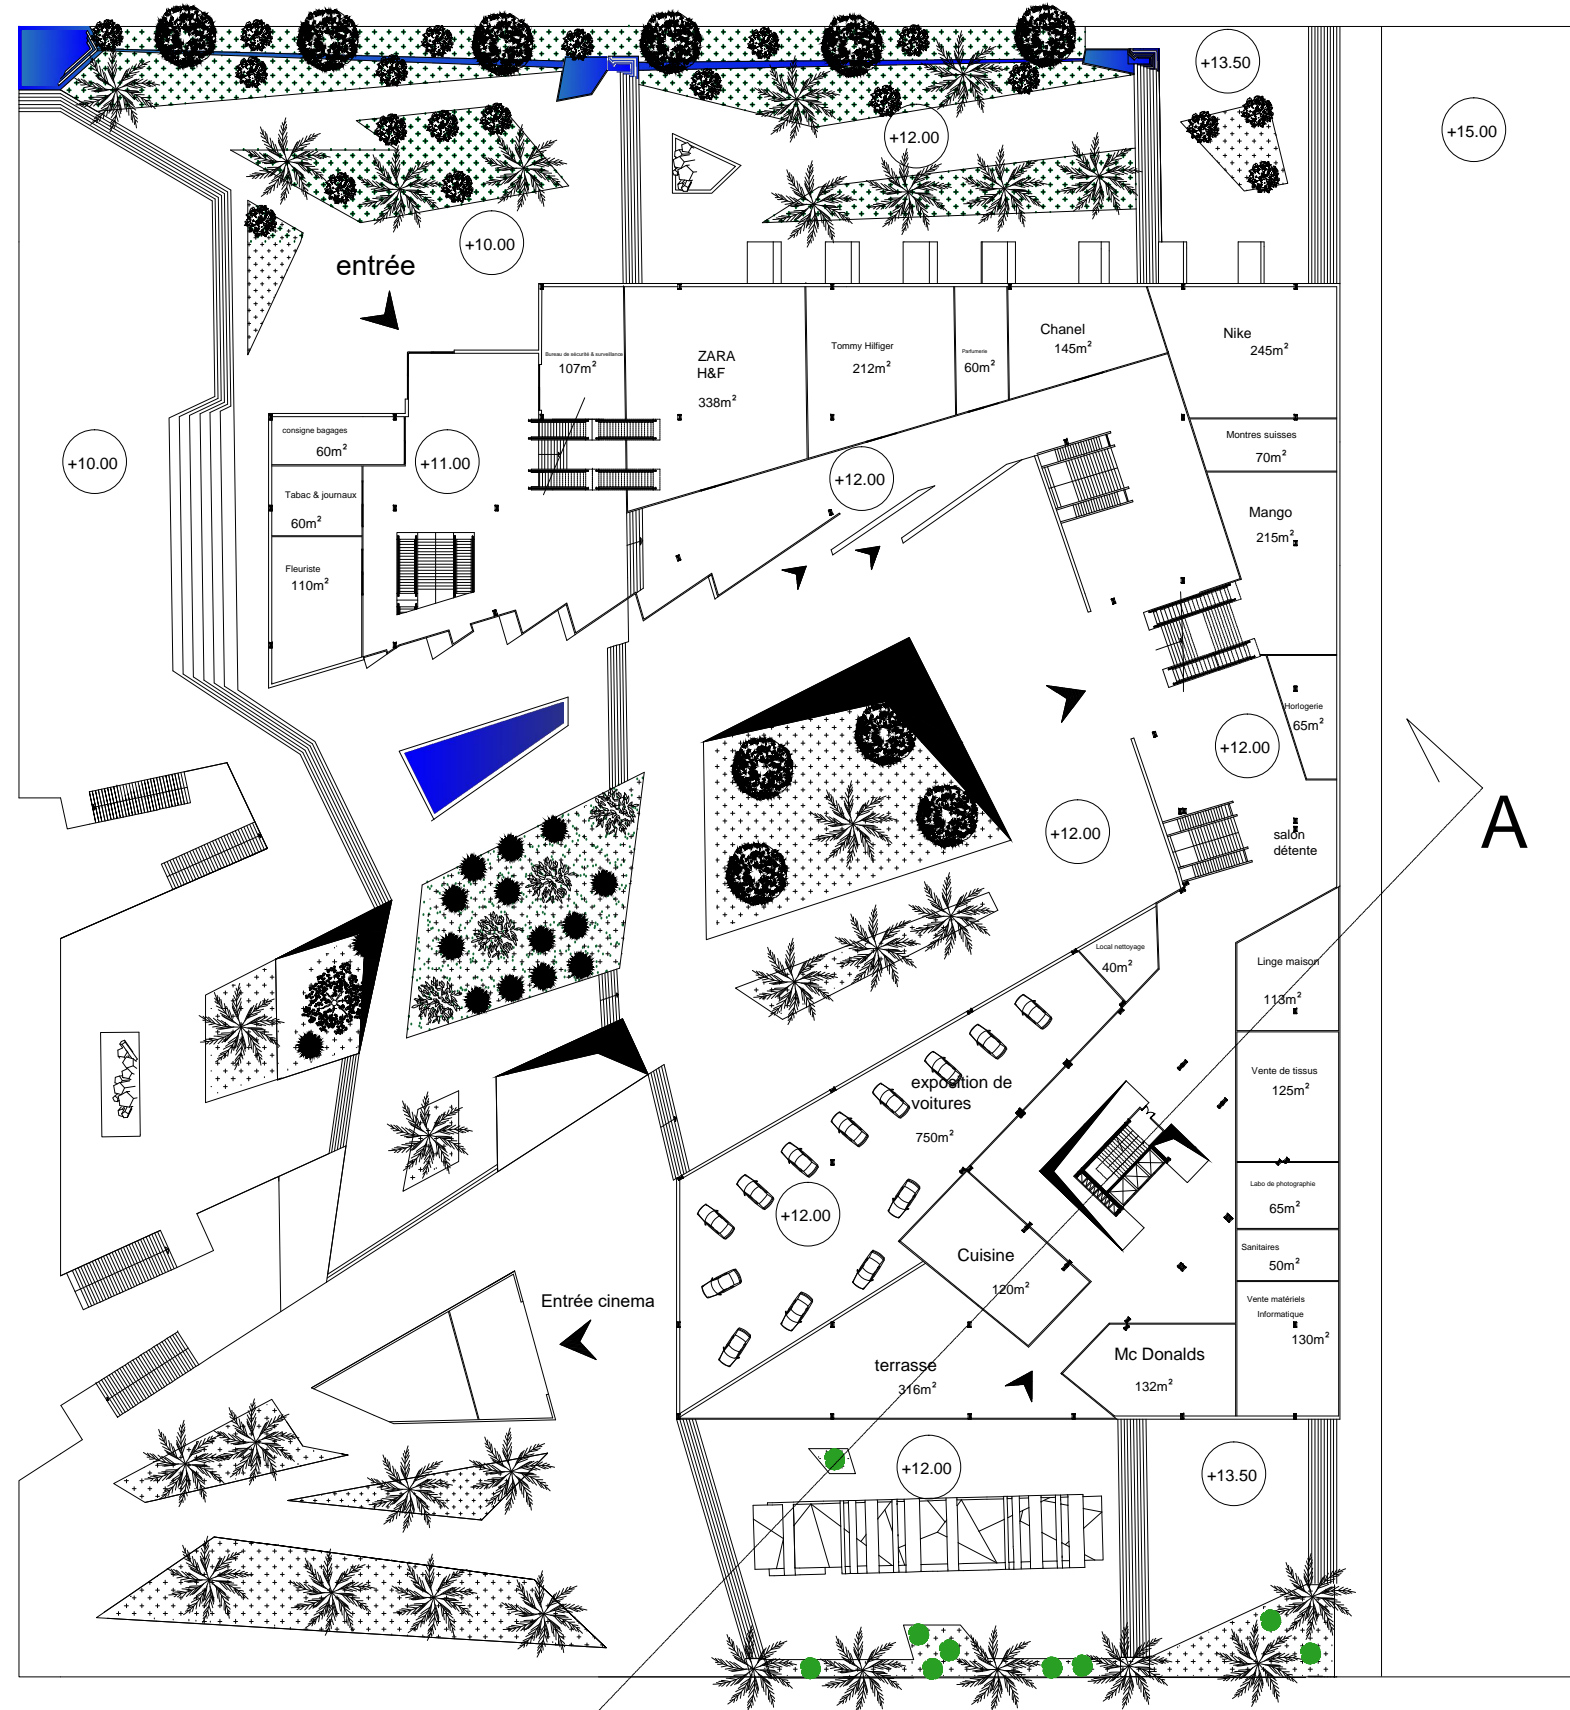 +13.50
+15.00
+12.00
+10.00
entrée
Bureau de sécurité & surveillance
107m²
ZARA
H&F
338m²
Tommy Hilfiger
212m²
Parfumerie
60m²
Chanel
145m²
Nike
245m²
consigne bagages
60m²
+10.00
+11.00
+12.00
Montres suisses
70m²
Tabac & journaux
60m²
Mango
215m²
Fleuriste
110m²
Horlogerie
65m²
+12.00
+12.00
salon
détente
A
Local nettoyage
40m²
Linge maison
113m²
exposition de
voitures
750m²
Vente de tissus
125m²
Labo de photographie
65m²
+12.00
Cuisine
120m²
Sanitaires
50m²
Entrée cinema
Vente matériels
Informatique
130m²
terrasse
316m²
Mc Donalds
132m²
+12.00
+13.50